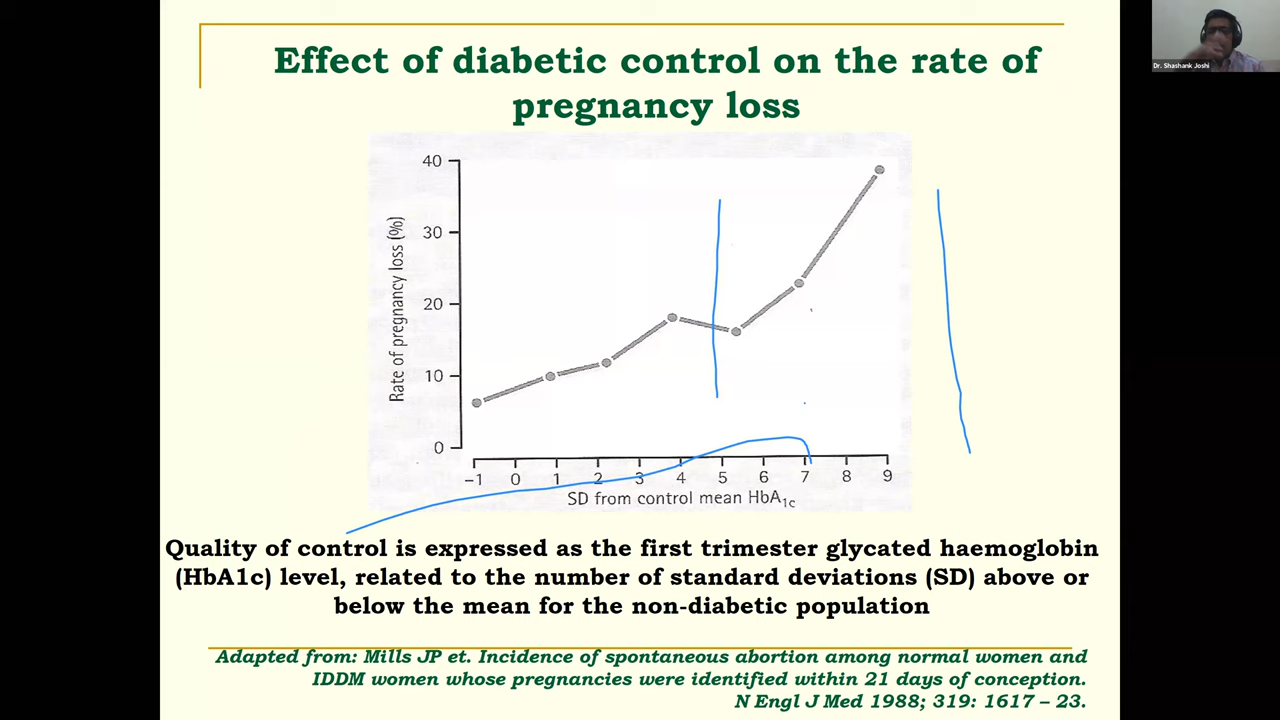 Effect of diabetic control on the rate of
pregnancy loss
Dr. Shashank Joshi
Rate of pregnancy loss (%)
40
30
20
10
0
−1 0 1 2 3 4 5 6 7 8 9
SD from control mean HbA1c
Quality of control is expressed as the first trimester glycated haemoglobin
(HbA1c) level, related to the number of standard deviations (SD) above or
below the mean for the non-diabetic population
Adapted from: Mills JP et. Incidence of spontaneous abortion among normal women and
IDDM women whose pregnancies were identified within 21 days of conception.
N Engl J Med 1988; 319: 1617 – 23.